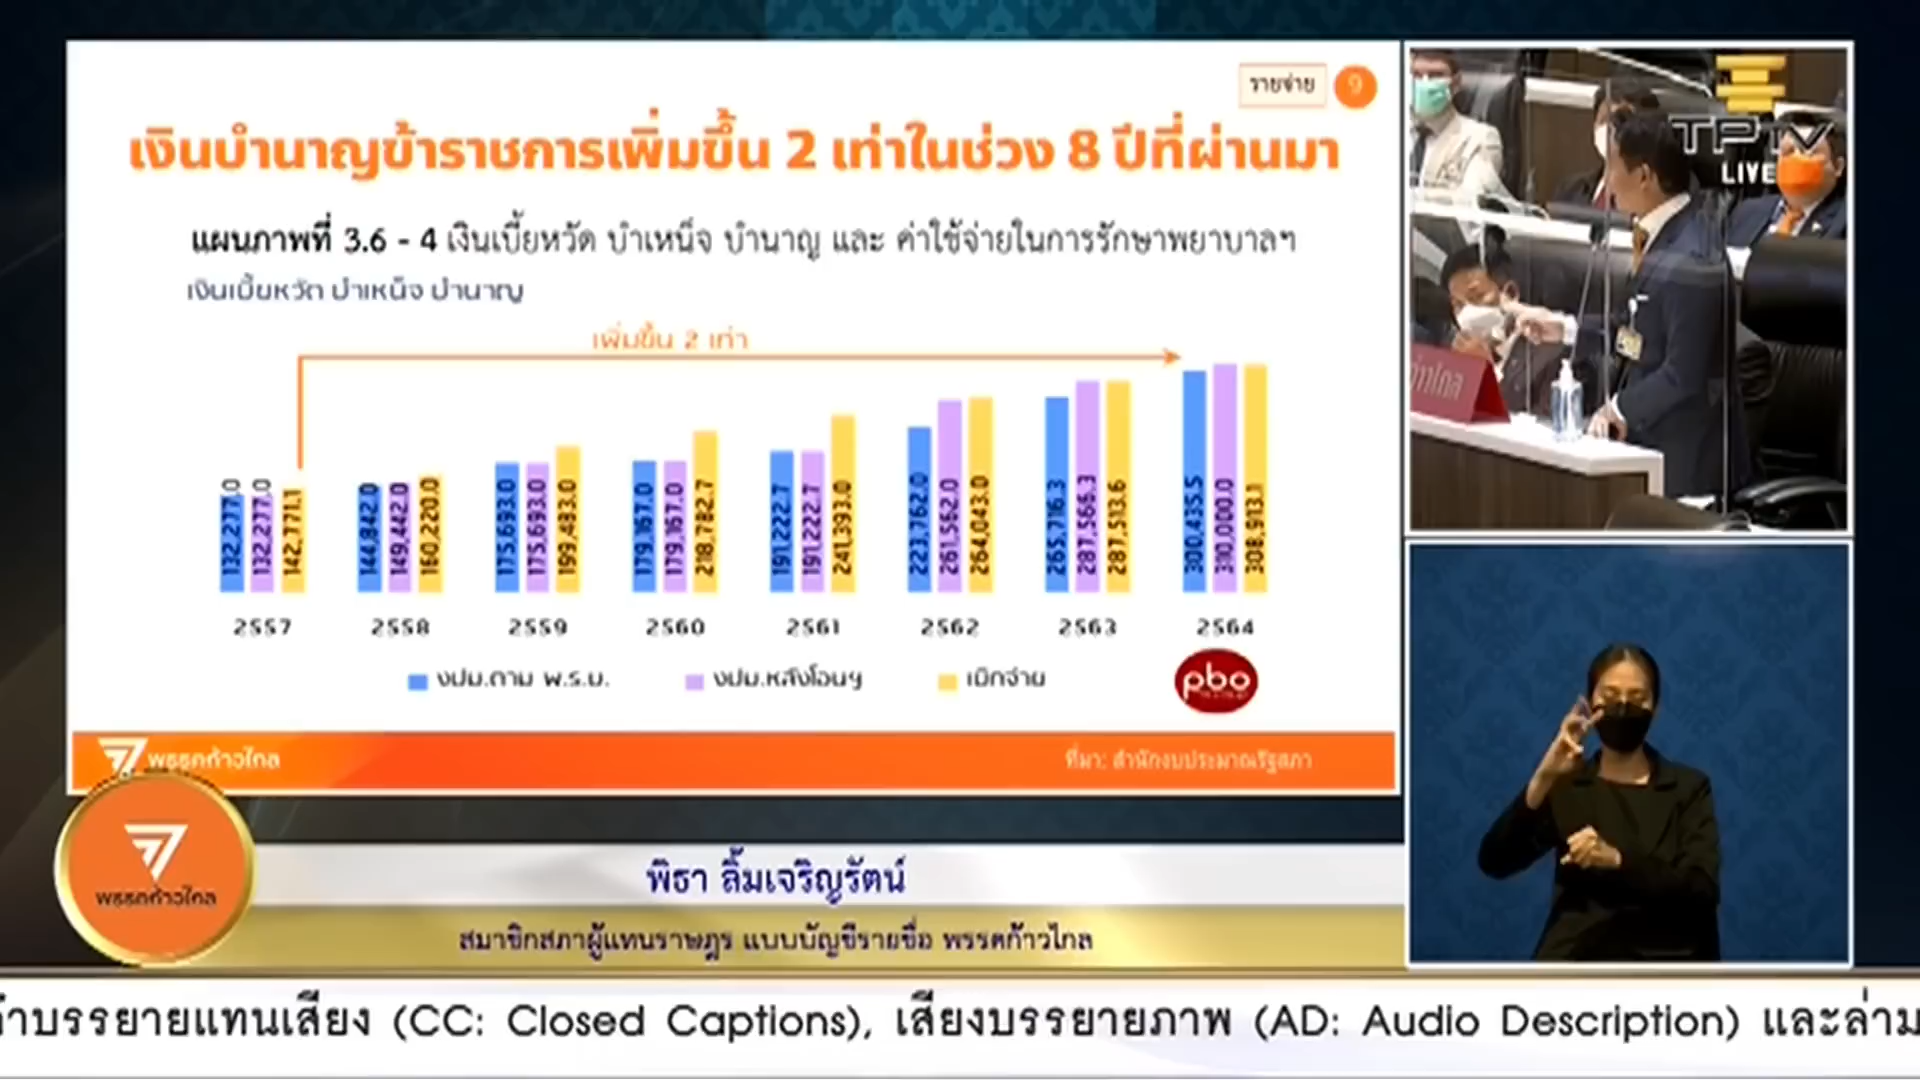 รายจ่าย 9
เงินบำนาญข้าราชการเพิ่มขึ้น 2 เท่าในช่วง 8 ปีที่ผ่านมา
แผนภาพที่ 3.6 - 4 เงินเบี้ยหวัด บำเหน็จ บำนาญ และ ค่าใช้จ่ายในการรักษาพยาบาลฯ
เงินเบี้ยหวัด บำเหน็จ บำนาญ
เพิ่มขึ้น 2 เท่า
132,277.0 132,277.0 142,771.1
144,842.0 149,442.0 160,220.0
175,693.0 175,693.0 199,483.0
179,167.0 179,167.0 218,782.7
191,222.7 191,222.7 241,393.0
223,762.0 261,562.0 264,043.0
265,716.3 287,566.3 287,513.6
300,435.5 310,000.0 308,913.1
2557 2558 2559 2560 2561 2562 2563 2564
งปม.ตาม พ.ร.บ. งปม.หลังโอนฯ เบิกจ่าย
pbo
พรรคก้าวไกล
ที่มา: สำนักงบประมาณรัฐสภา
TPTV
LIVE
ก้าวไกล
พรรคก้าวไกล
พิธา ลิ้มเจริญรัตน์
สมาชิกสภาผู้แทนราษฎร แบบบัญชีรายชื่อ พรรคก้าวไกล
คำบรรยายแทนเสียง (CC: Closed Captions), เสียงบรรยายภาพ (AD: Audio Description) และล่าม